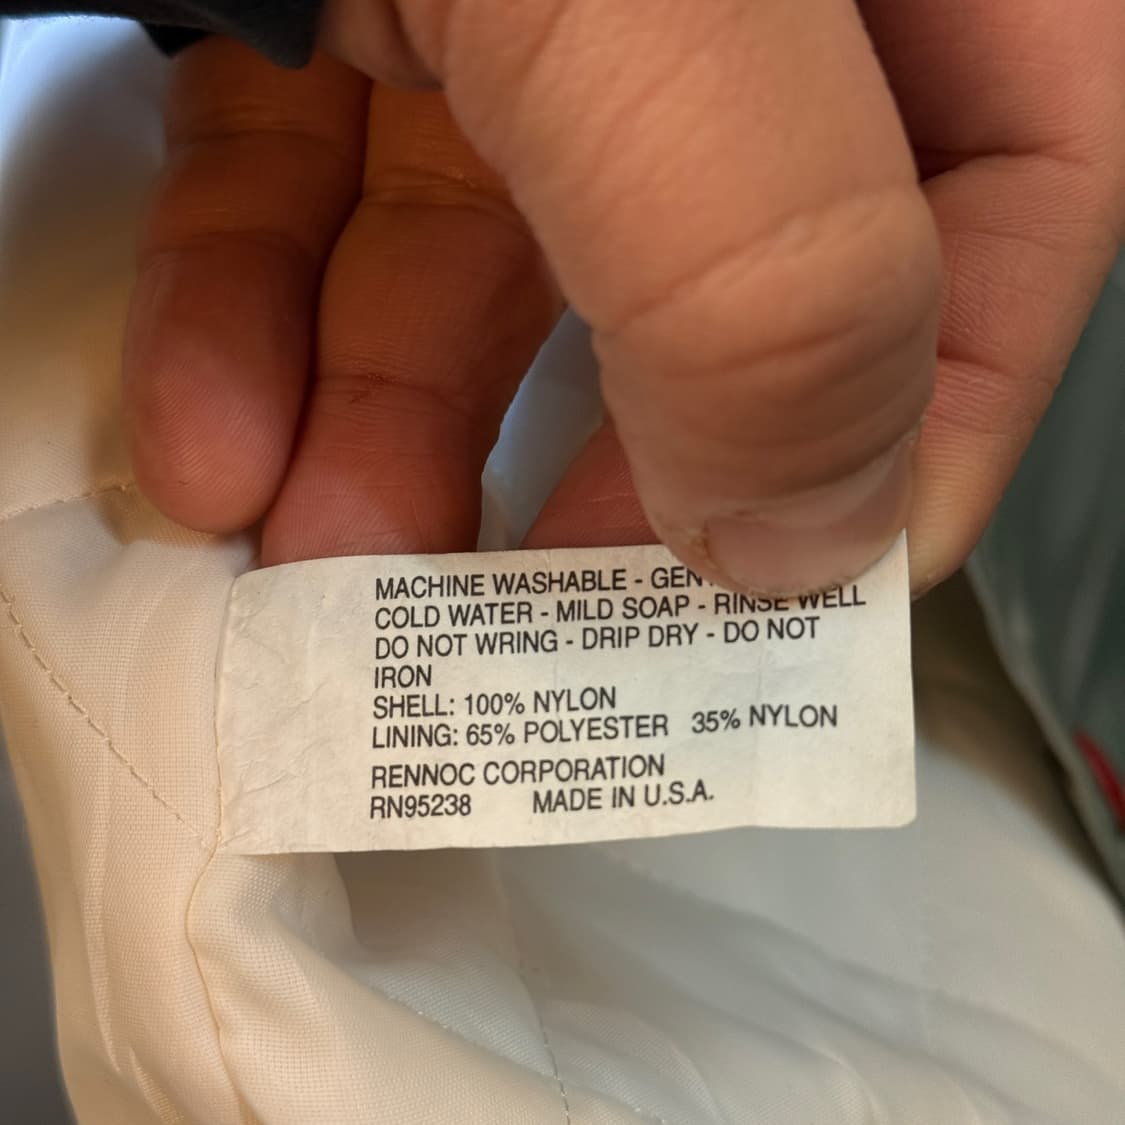 MACHINE WASHABLE - 
COLD WATER - MILD SOAP - RINSE WELL
DO NOT WRING - DRIP DRY - DO NOT
IRON
SHELL: 100% NYLON
LINING: 65% POLYESTER 35% NYLON
RENNOC CORPORATION
RN95238 MADE IN U.S.A.